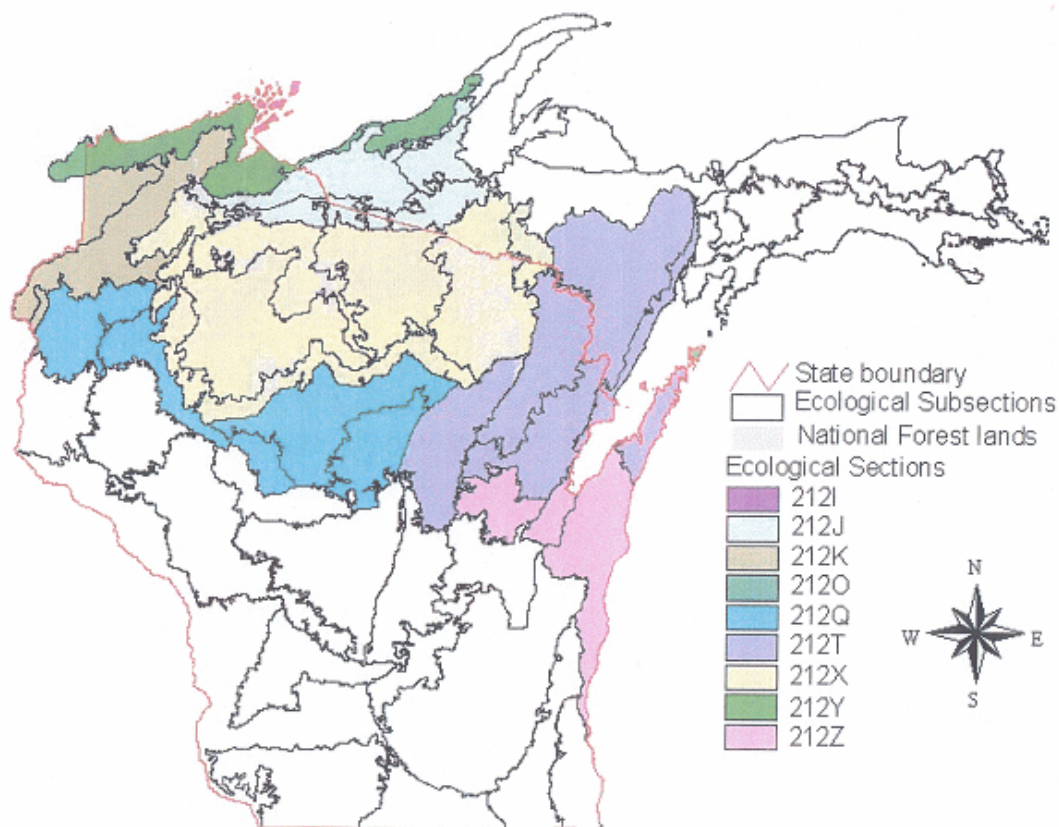 State boundary
Ecological Subsections
National Forest lands
Ecological Sections
212I
212J
212K
212O
212Q
212T
212X
212Y
212Z
N
W E
S